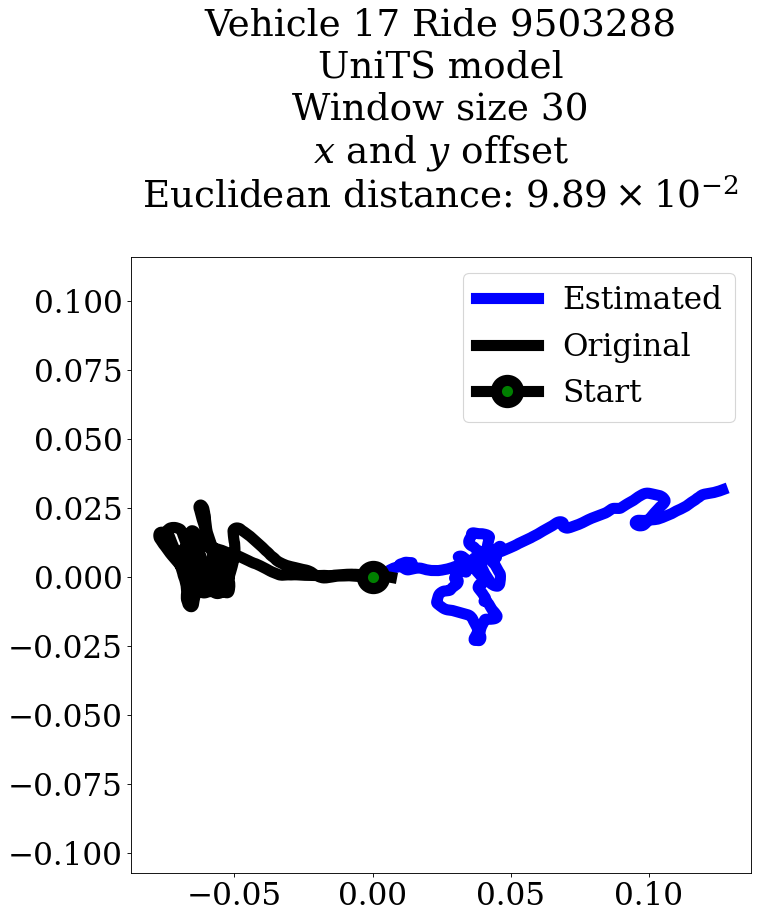 Vehicle 17 Ride 9503288
UniTS model
Window size 30
x and y offset
Euclidean distance: 9.89 × 10⁻²
Estimated
Original
Start
0.100
0.075
0.050
0.025
0.000
−0.025
−0.050
−0.075
−0.100
−0.05 0.00 0.05 0.10